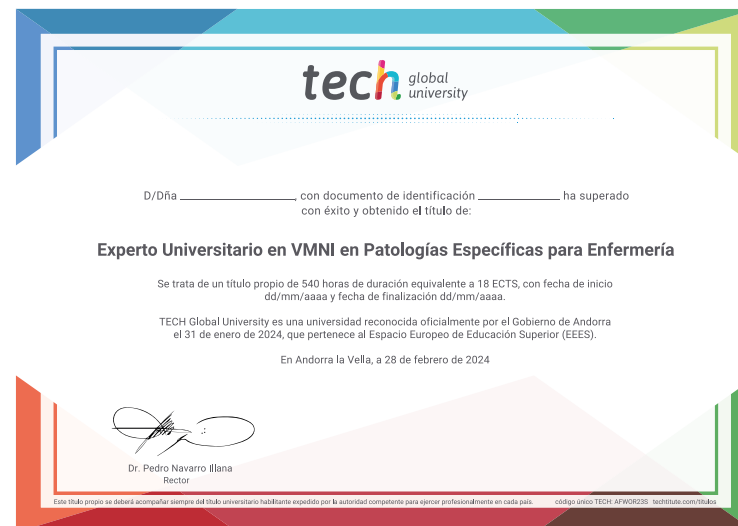 tech global university
D/Dña ____________, con documento de identificación ____________ ha superado
con éxito y obtenido el título de:
Experto Universitario en VMNI en Patologías Específicas para Enfermería
Se trata de un título propio de 540 horas de duración equivalente a 18 ECTS, con fecha de inicio
dd/mm/aaaa y fecha de finalización dd/mm/aaaa.
TECH Global University es una universidad reconocida oficialmente por el Gobierno de Andorra
el 31 de enero de 2024, que pertenece al Espacio Europeo de Educación Superior (EEES).
En Andorra la Vella, a 28 de febrero de 2024
Dr. Pedro Navarro Illana
Rector
Este título propio se deberá acompañar siempre del título universitario habilitante expedido por la autoridad competente para ejercer profesionalmente en cada país. código único TECH: AFWOR23S techtitute.com/titulos